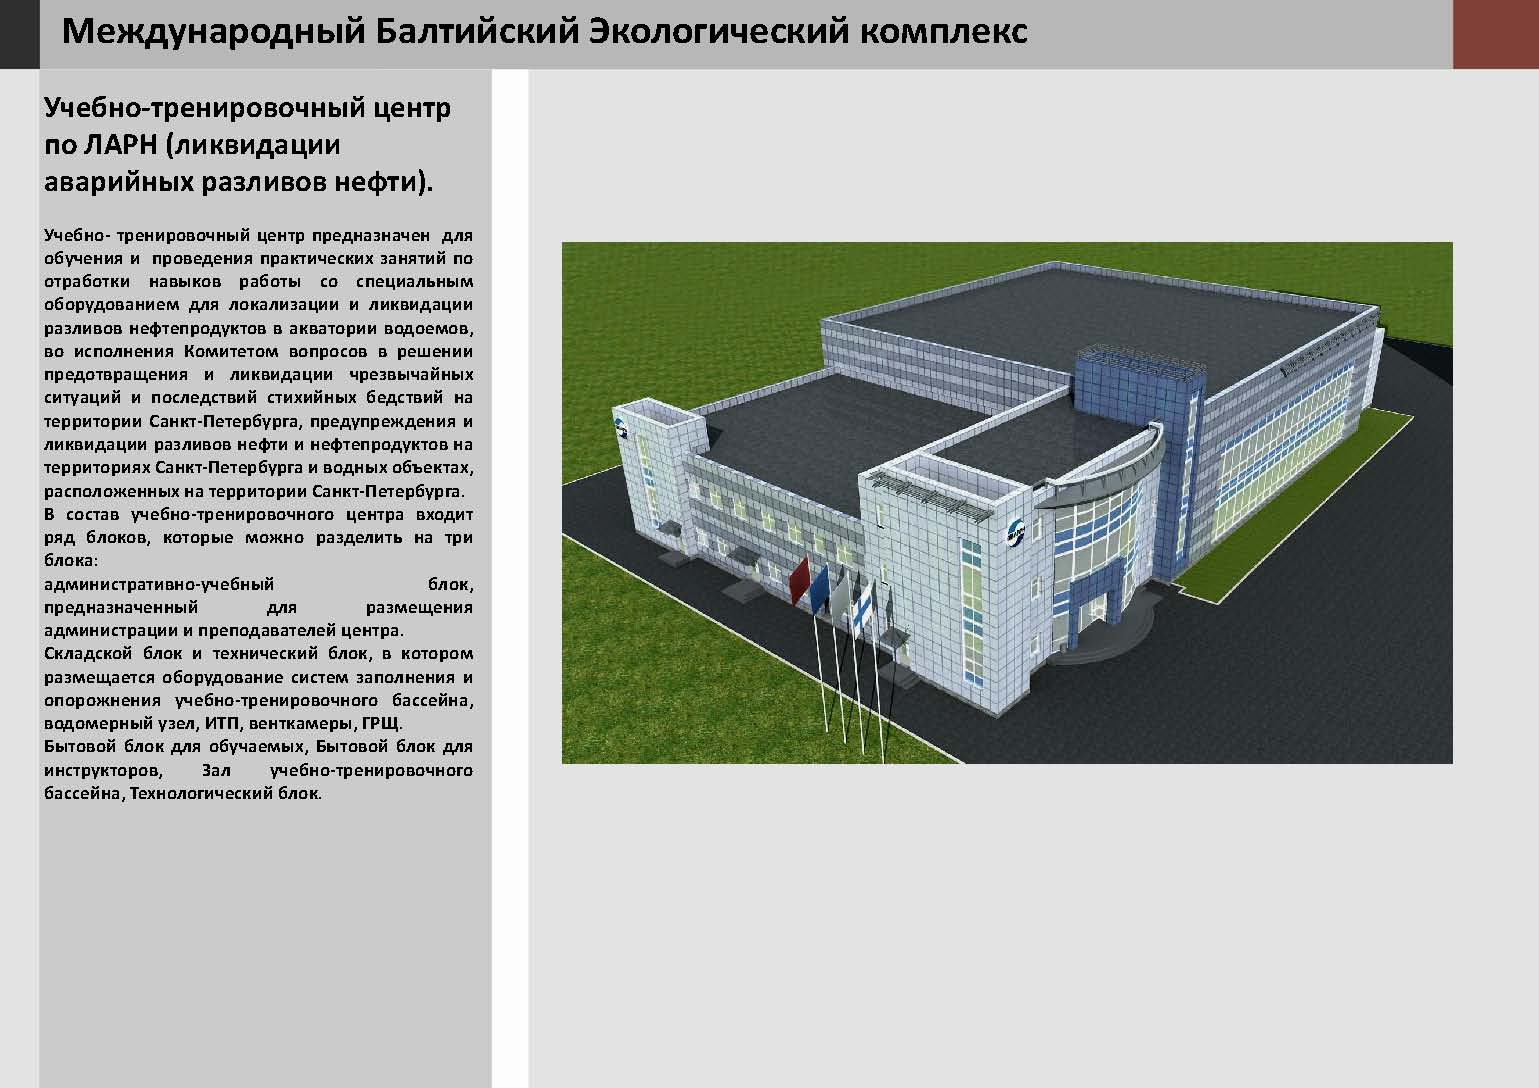 Международный Балтийский Экологический комплекс
Учебно-тренировочный центр
по ЛАРН (ликвидации
аварийных разливов нефти).
Учебно- тренировочный центр предназначен для
обучения и проведения практических занятий по
отработки навыков работы со специальным
оборудованием для локализации и ликвидации
разливов нефтепродуктов в акватории водоемов,
во исполнения Комитетом вопросов в решении
предотвращения и ликвидации чрезвычайных
ситуаций и последствий стихийных бедствий на
территории Санкт-Петербурга, предупреждения и
ликвидации разливов нефти и нефтепродуктов на
территориях Санкт-Петербурга и водных объектах,
расположенных на территории Санкт-Петербурга.
В состав учебно-тренировочного центра входит
ряд блоков, которые можно разделить на три
блока:
административно-учебный блок,
предназначенный для размещения
администрации и преподавателей центра.
Складской блок и технический блок, в котором
размещается оборудование систем заполнения и
опорожнения учебно-тренировочного бассейна,
водомерный узел, ИТП, венткамеры, ГРЩ.
Бытовой блок для обучаемых, Бытовой блок для
инструкторов, Зал учебно-тренировочного
бассейна, Технологический блок.